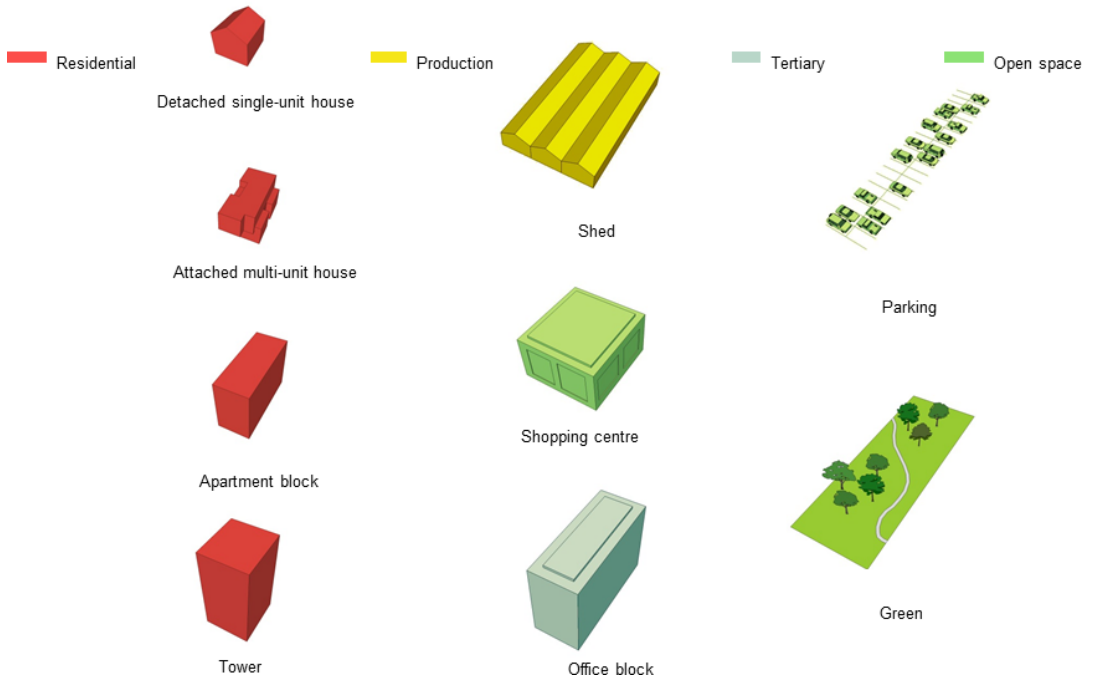 Residential
Production
Tertiary
Open space
Detached single-unit house
Shed
Attached multi-unit house
Parking
Shopping centre
Apartment block
Green
Tower
Office block